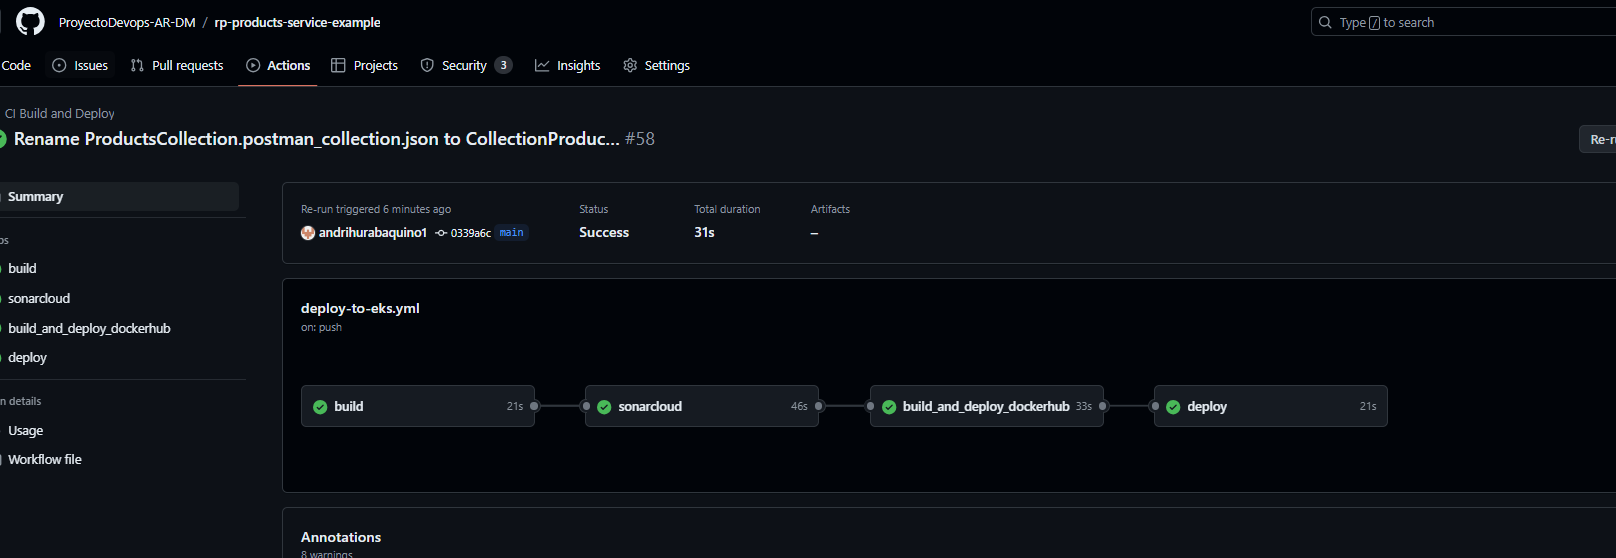 ProyectoDevops-AR-DM / rp-products-service-example
Type / to search
Code Issues Pull requests Actions Projects Security 3 Insights Settings
CI Build and Deploy
Rename ProductsCollection.postman_collection.json to CollectionProduc... #58
Re-r
Summary
build
sonarcloud
build_and_deploy_dockerhub
deploy
n details
Usage
Workflow file
Re-run triggered 6 minutes ago
andrihurabaquino1 0339a6c main
Status
Success
Total duration
31s
Artifacts
–
deploy-to-eks.yml
on: push
build 21s
sonarcloud 46s
build_and_deploy_dockerhub 33s
deploy 21s
Annotations
8 warnings